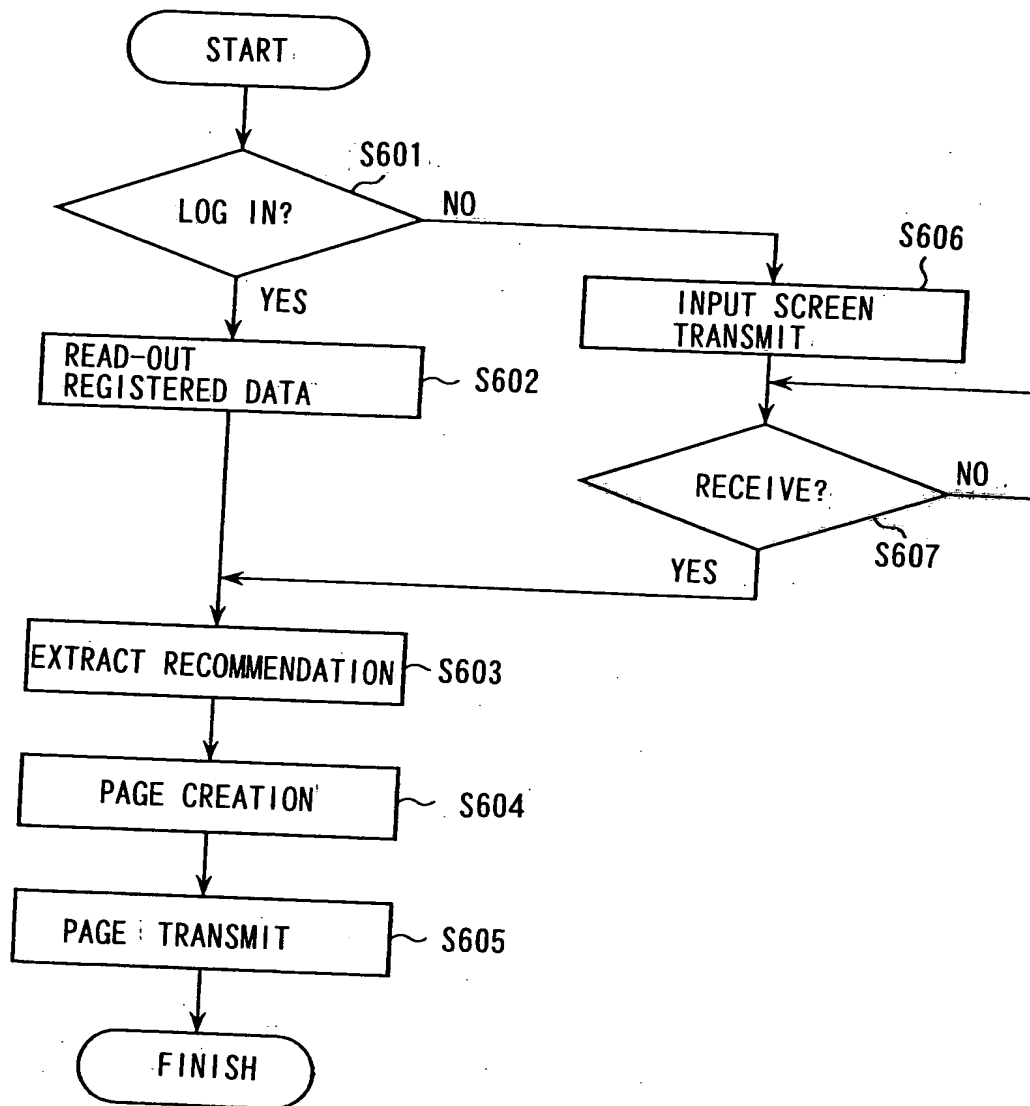 START
S601
LOG IN?
NO
YES
S606
INPUT SCREEN
TRANSMIT
READ-OUT
REGISTERED DATA
S602
RECEIVE?
NO
S607
YES
EXTRACT RECOMMENDATION
S603
PAGE CREATION
S604
PAGE TRANSMIT
S605
FINISH